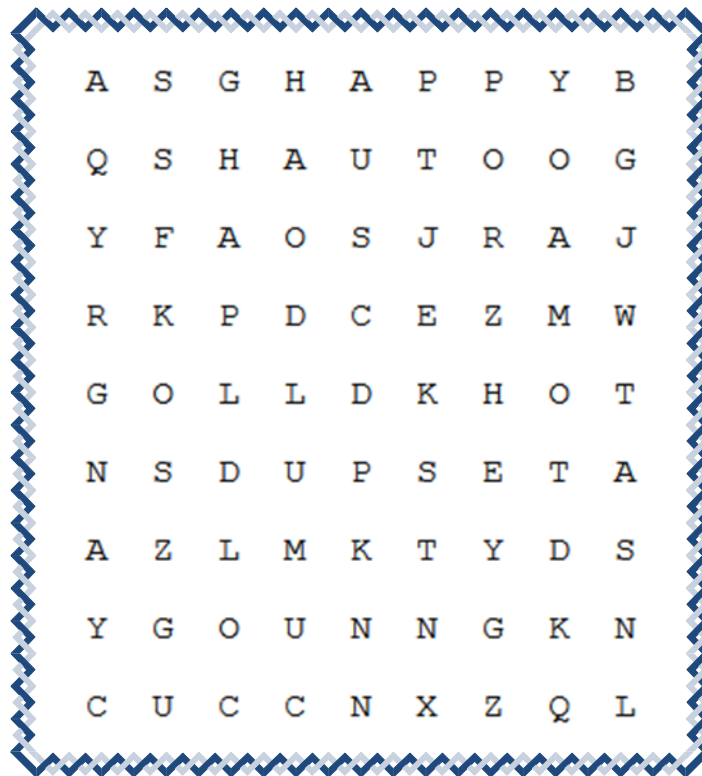 A S G H A P P Y B
Q S H A U T O O G
Y F A O S J R A J
R K P D C E Z M W
G O L L D K H O T
N S D U P S E T A
A Z L M K T Y D S
Y G O U N N G K N
C U C C N X Z Q L